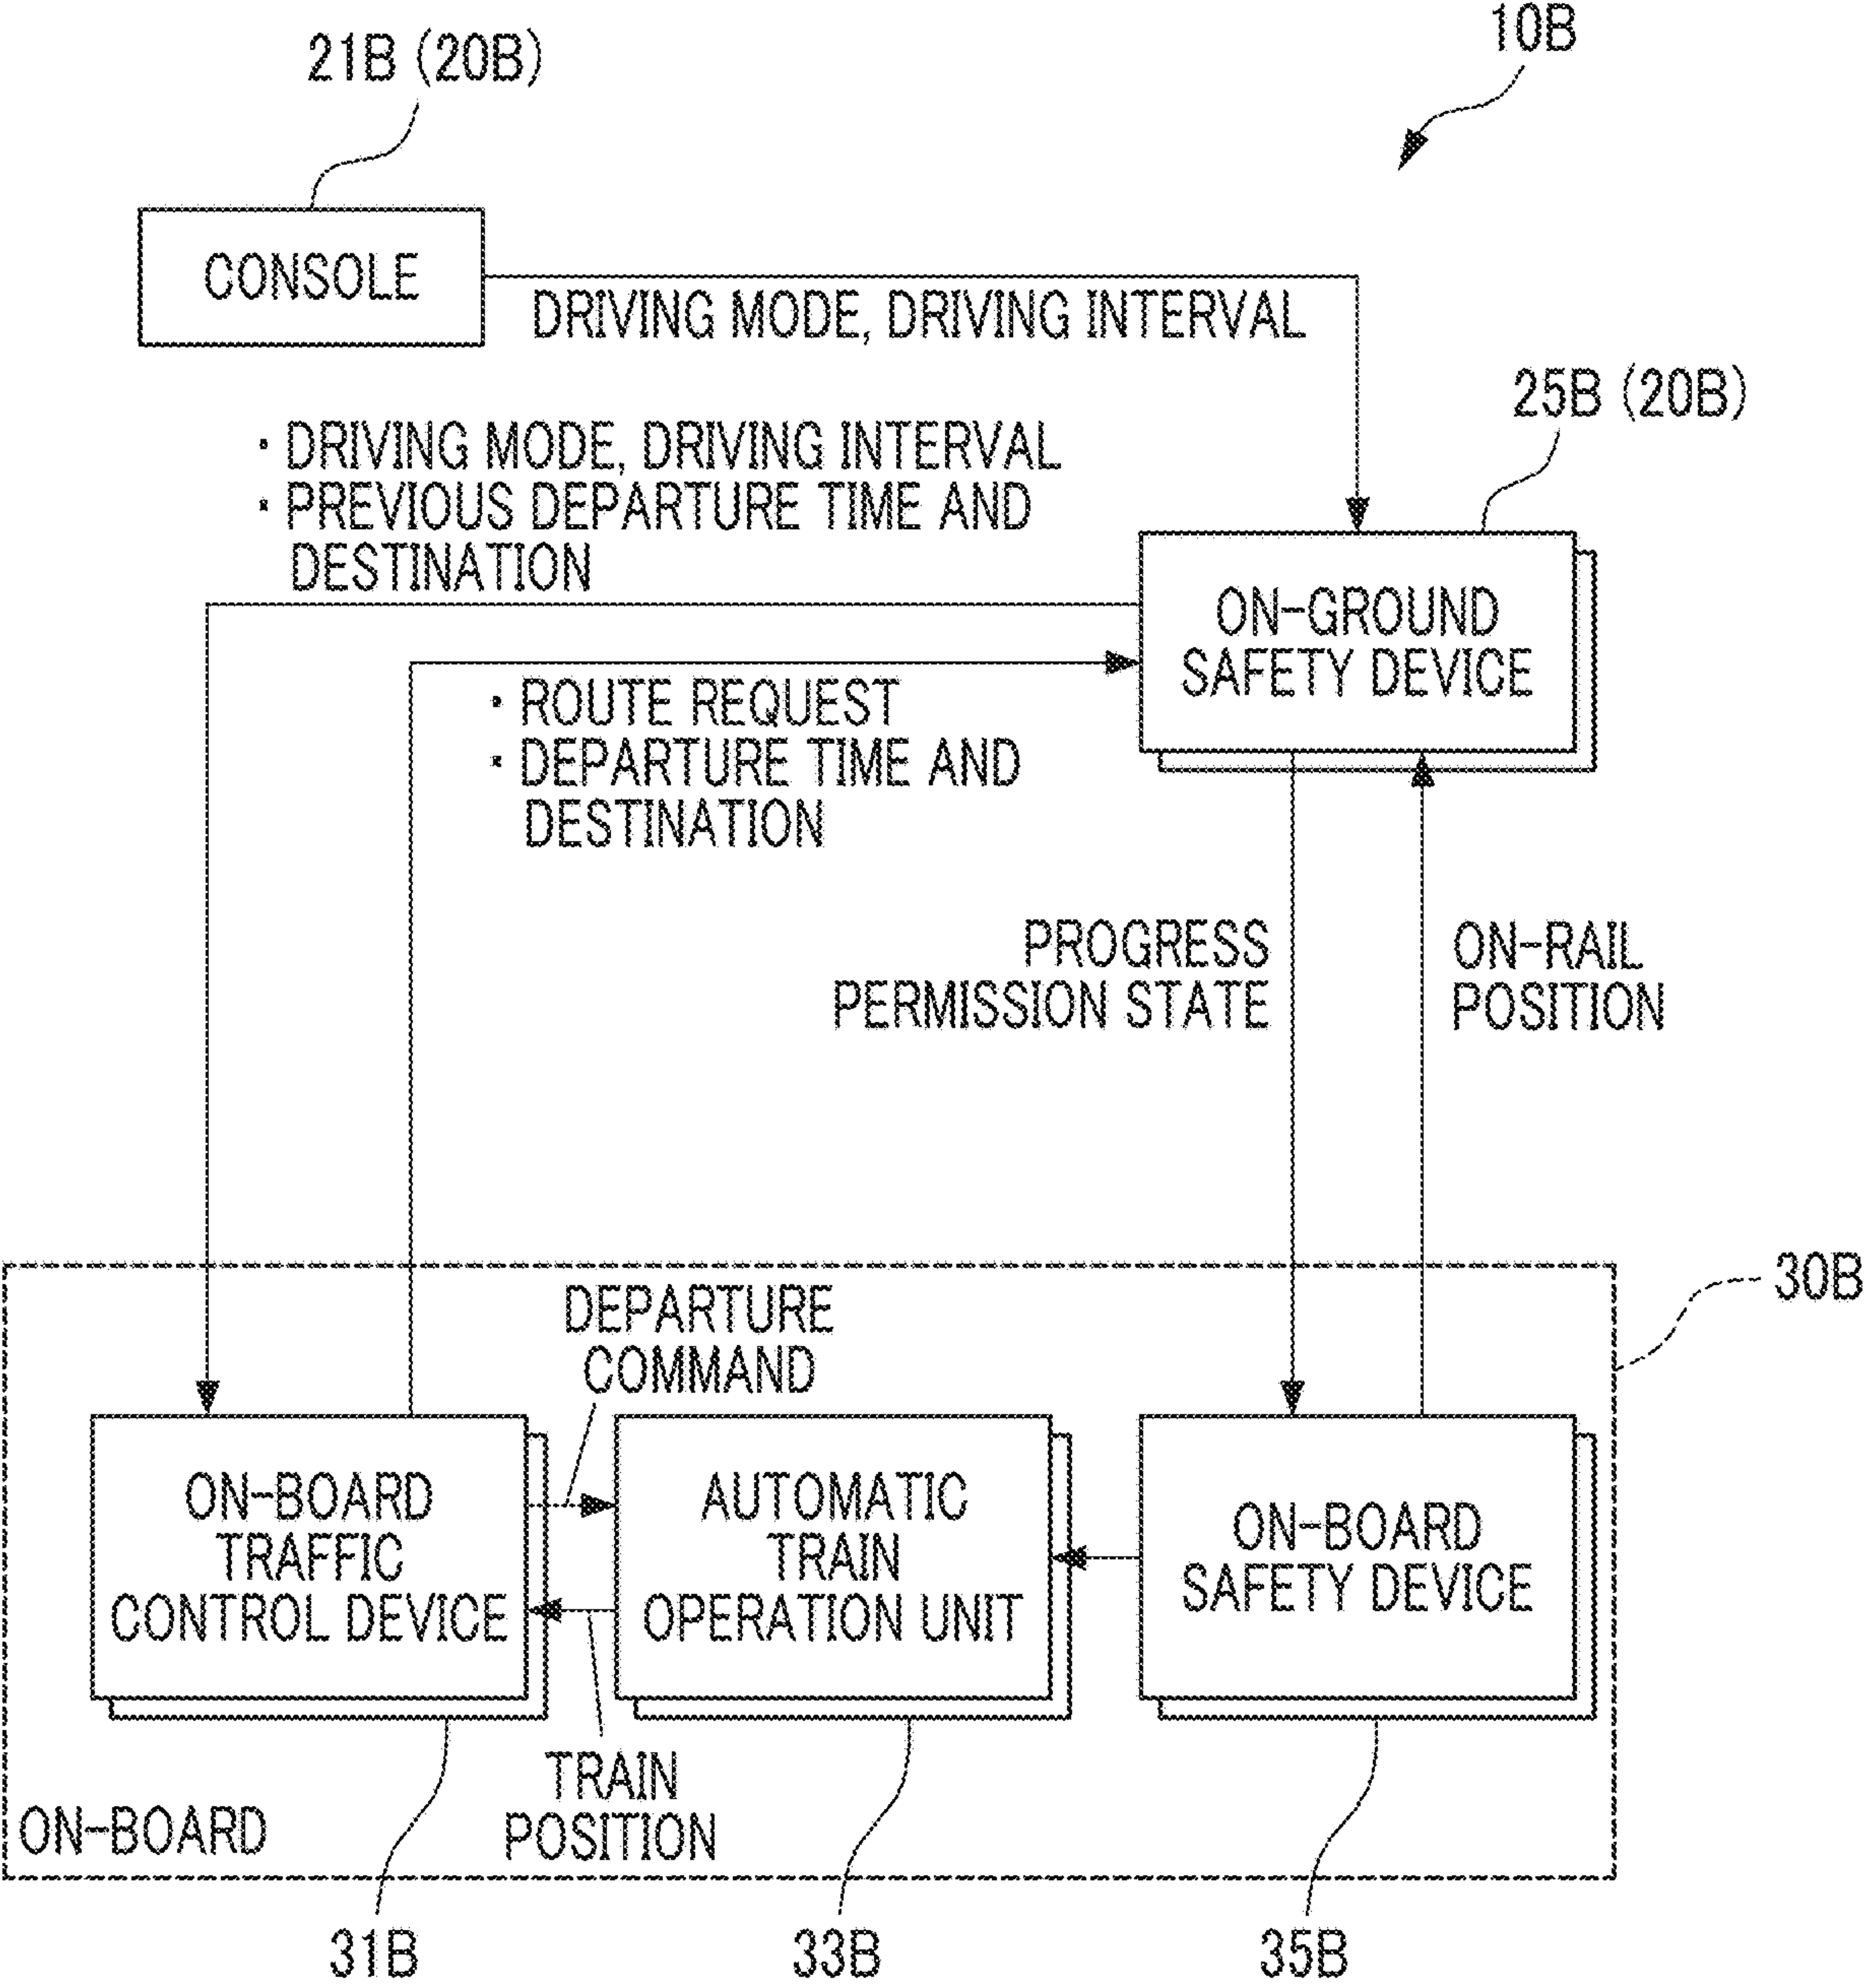 10B
21B (20B)
CONSOLE
DRIVING MODE, DRIVING INTERVAL
25B (20B)
· DRIVING MODE, DRIVING INTERVAL
· PREVIOUS DEPARTURE TIME AND
DESTINATION
ON-GROUND
SAFETY DEVICE
· ROUTE REQUEST
· DEPARTURE TIME AND
DESTINATION
PROGRESS
PERMISSION STATE
ON-RAIL
POSITION
30B
DEPARTURE
COMMAND
ON-BOARD
TRAFFIC
CONTROL DEVICE
AUTOMATIC
TRAIN
OPERATION UNIT
ON-BOARD
SAFETY DEVICE
TRAIN
POSITION
ON-BOARD
31B
33B
35B